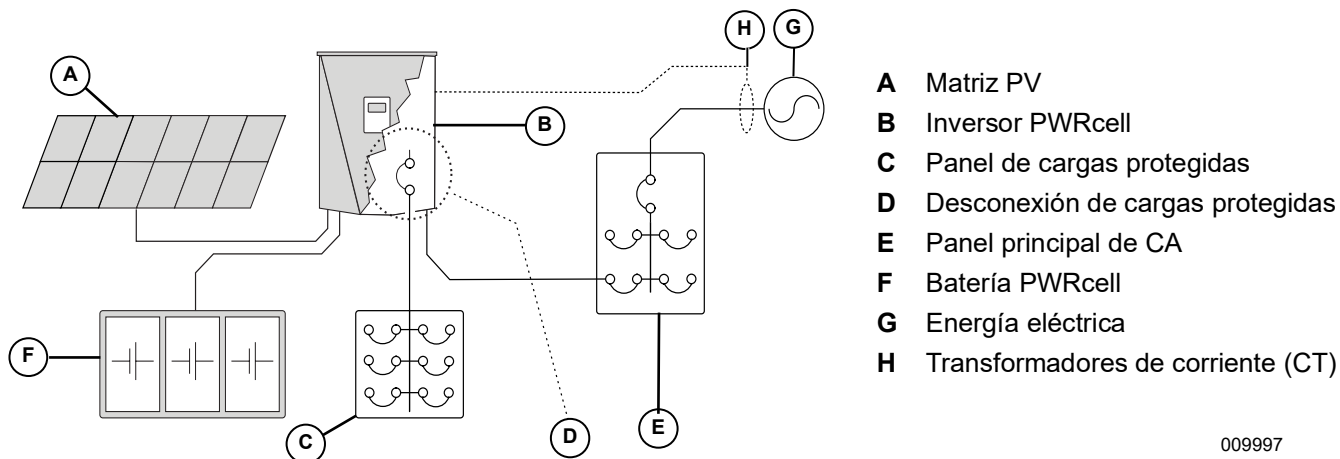 H
G
A
B
F
C
D
E
A Matriz PV
B Inversor PWRcell
C Panel de cargas protegidas
D Desconexión de cargas protegidas
E Panel principal de CA
F Batería PWRcell
G Energía eléctrica
H Transformadores de corriente (CT)
009997